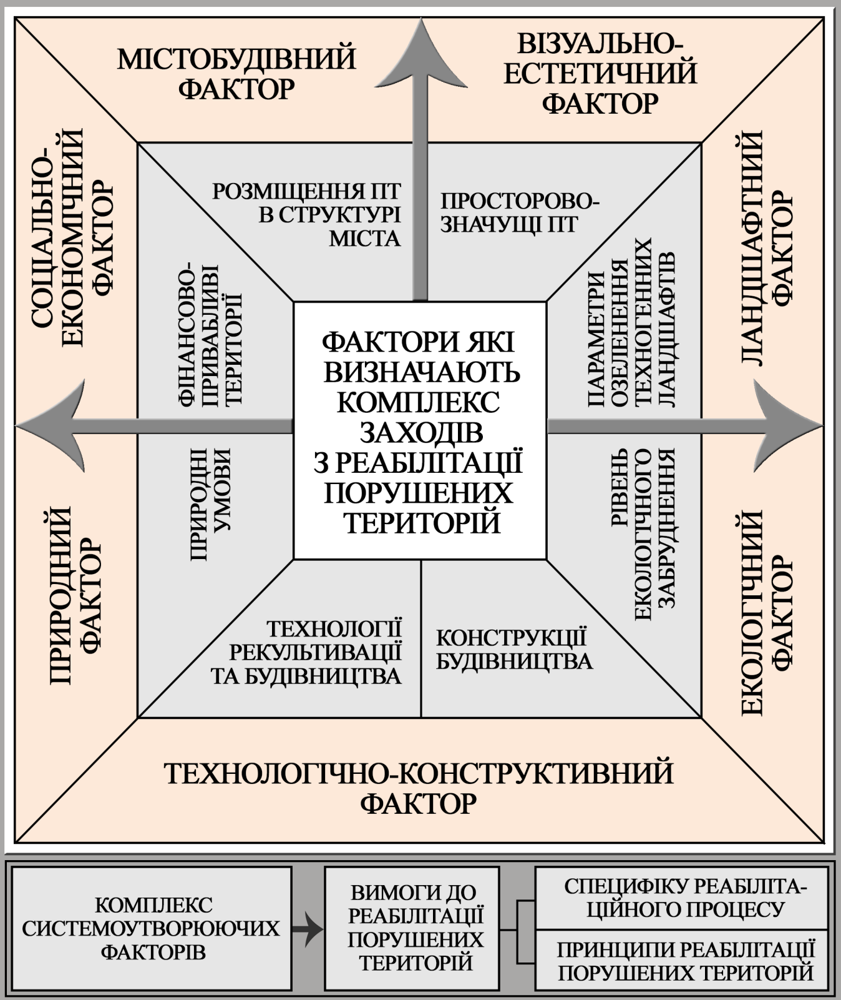 МІСТОБУДІВНИЙ
ФАКТОР
ВІЗУАЛЬНО-
ЕСТЕТИЧНИЙ
ФАКТОР
СОЦІАЛЬНО-
ЕКОНОМІЧНИЙ
ФАКТОР
ЛАНДШАФТНИЙ
ФАКТОР
РОЗМІЩЕННЯ ПТ
В СТРУКТУРІ
МІСТА
ПРОСТОРОВО-
ЗНАЧУЩІ ПТ
ФІНАНСОВО-
ПРИВАБЛИВІ
ТЕРИТОРІЇ
ПАРАМЕТРИ
ОЗЕЛЕНЕННЯ
ТЕХНОГЕННИХ
ЛАНДШАФТІВ
ФАКТОРИ ЯКІ
ВИЗНАЧАЮТЬ
КОМПЛЕКС
ЗАХОДІВ
З РЕАБІЛІТАЦІЇ
ПОРУШЕНИХ
ТЕРИТОРІЙ
ПРИРОДНІ
УМОВИ
РІВЕНЬ
ЕКОЛОГІЧНОГО
ЗАБРУДНЕННЯ
ПРИРОДНИЙ
ФАКТОР
ЕКОЛОГІЧНИЙ
ФАКТОР
ТЕХНОЛОГІЇ
РЕКУЛЬТИВАЦІЇ
ТА БУДІВНИЦТВА
КОНСТРУКЦІЇ
БУДІВНИЦТВА
ТЕХНОЛОГІЧНО-КОНСТРУКТИВНИЙ
ФАКТОР
КОМПЛЕКС
СИСТЕМОУТВОРЮЮЧИХ
ФАКТОРІВ
ВИМОГИ ДО
РЕАБІЛІТАЦІЇ
ПОРУШЕНИХ
ТЕРИТОРІЙ
СПЕЦИФІКУ РЕАБІЛІТА-
ЦІЙНОГО ПРОЦЕСУ
ПРИНЦИПИ РЕАБІЛІТАЦІЇ
ПОРУШЕНИХ ТЕРИТОРІЙ